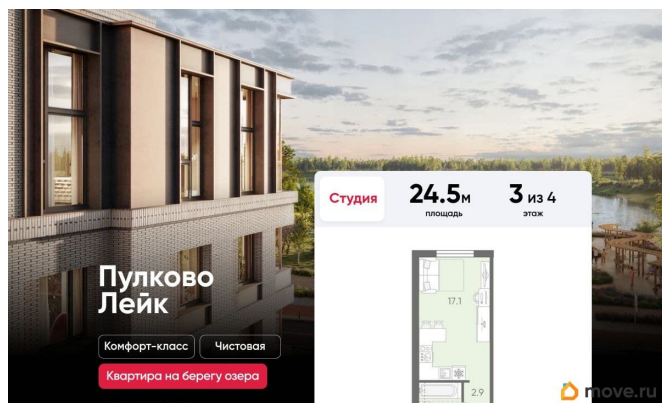 Студия
24.5м
площадь
3 из 4
этаж
17.1
Пулково
Лейк
Комфорт-класс
Чистовая
Квартира на берегу озера
2.9
move.ru